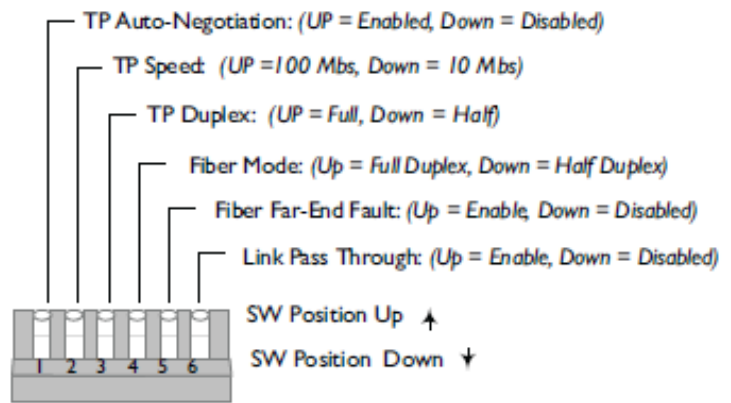 TP Auto-Negotiation: (UP = Enabled, Down = Disabled)
TP Speed: (UP =100 Mbs, Down = 10 Mbs)
TP Duplex: (UP = Full, Down = Half)
Fiber Mode: (Up = Full Duplex, Down = Half Duplex)
Fiber Far-End Fault: (Up = Enable, Down = Disabled)
Link Pass Through: (Up = Enable, Down = Disabled)
SW Position Up
SW Position Down
1 2 3 4 5 6